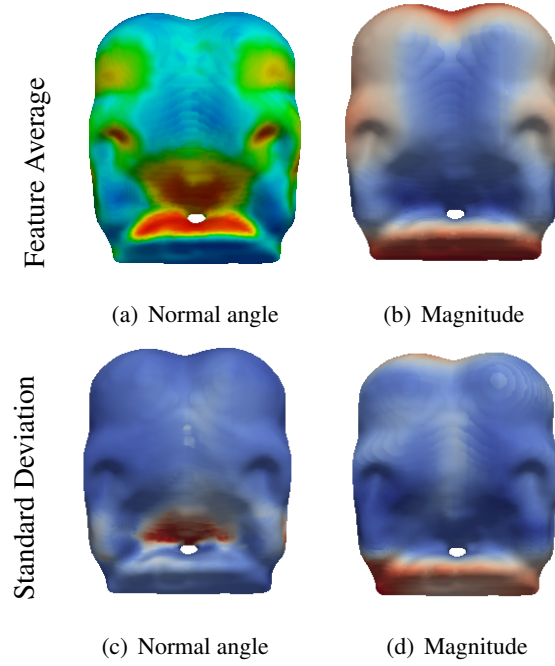 Feature Average
(a) Normal angle
(b) Magnitude
Standard Deviation
(c) Normal angle
(d) Magnitude